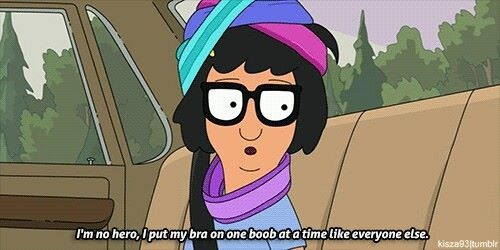 I'm no hero, I put my bra on one boob at a time like everyone else.
kisza93|tumblr